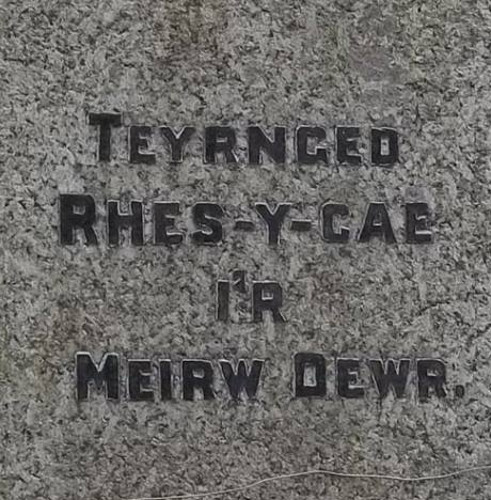 TEYRNGED
RHES-Y-CAE
I'R
MEIRW DEWR.